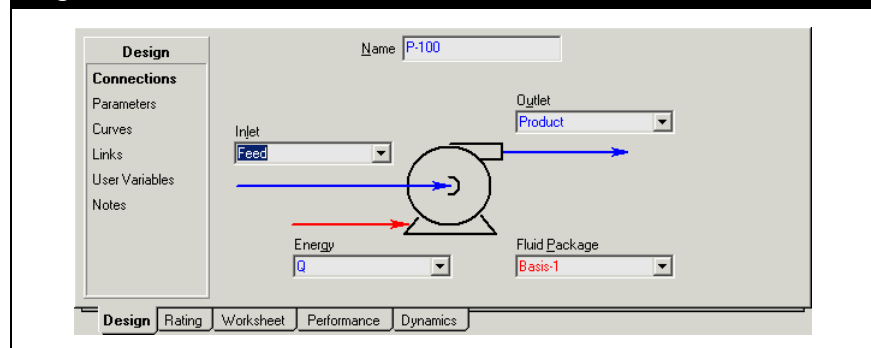 Design
Connections
Parameters
Curves
Links
User Variables
Notes
Name P-100
Outlet
Product
Inlet
Feed
Energy
Q
Fluid Package
Basis-1
Design Rating Worksheet Performance Dynamics